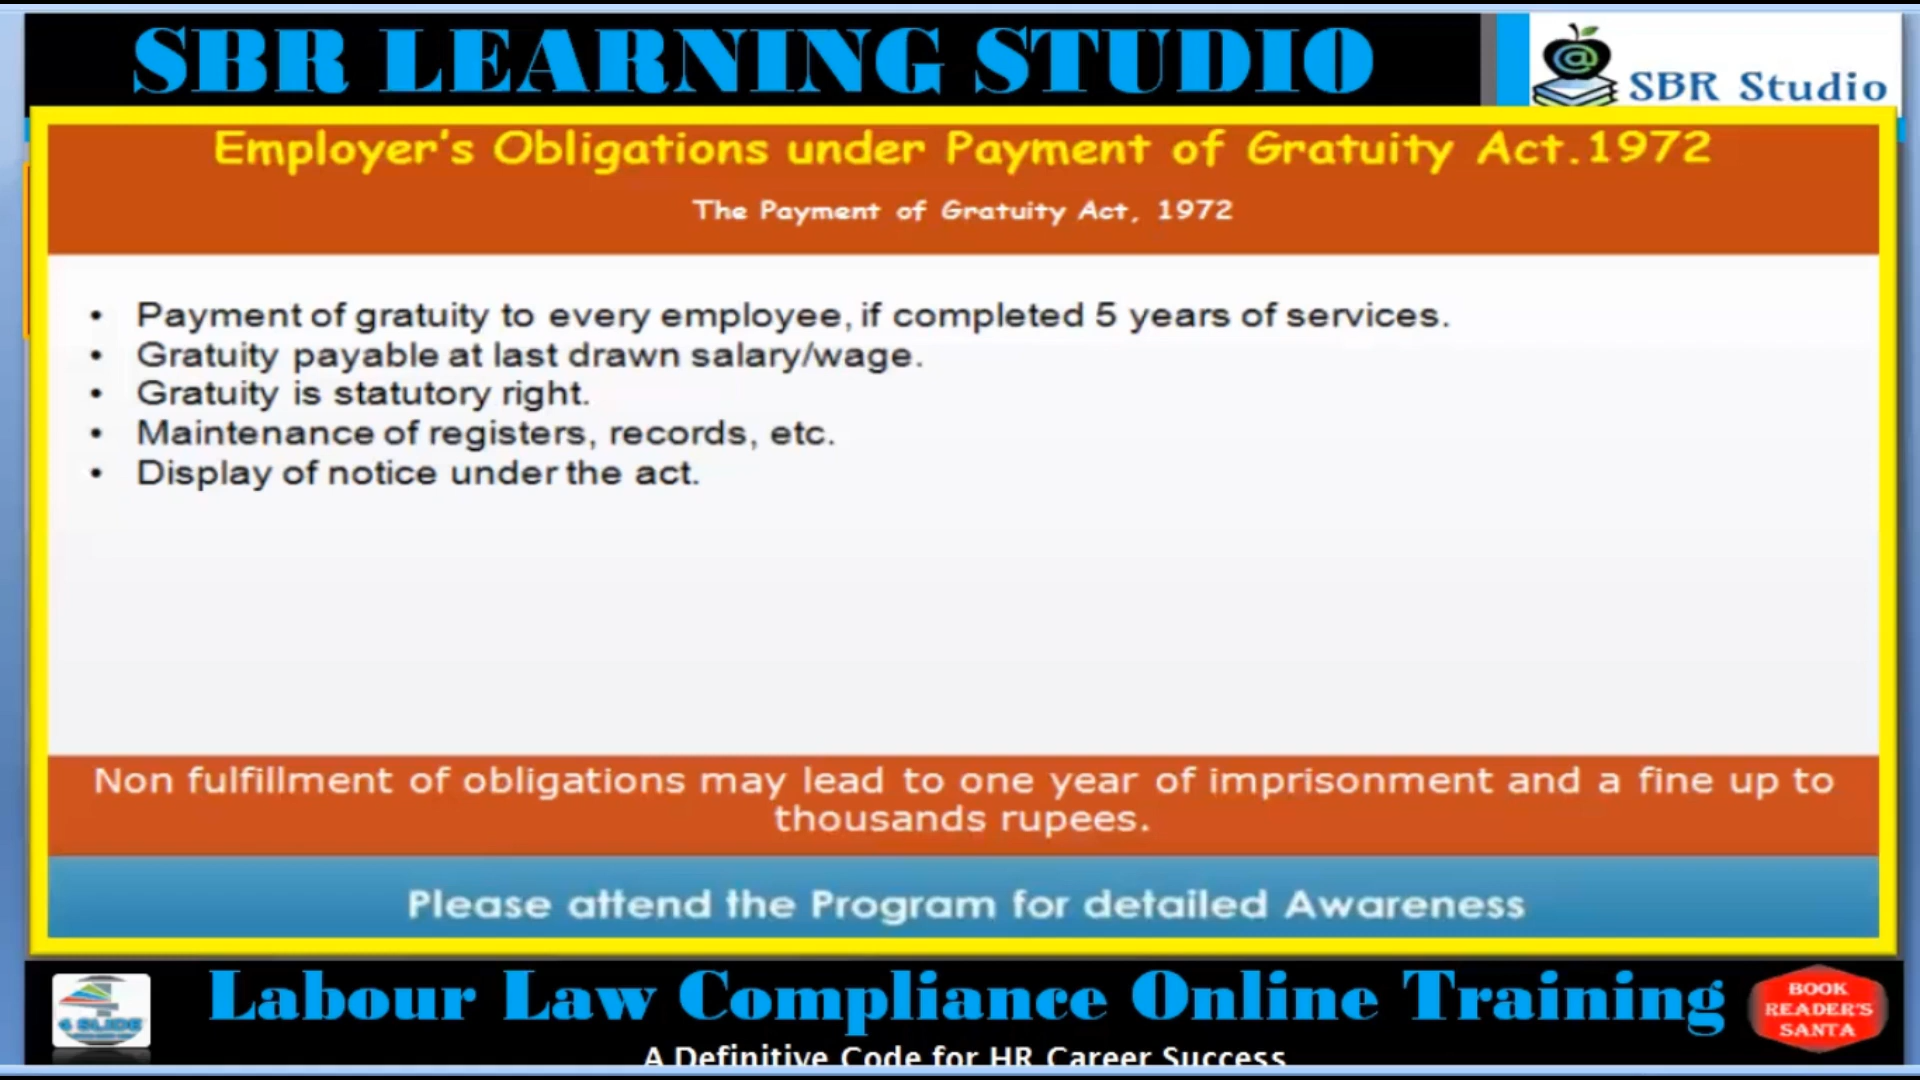 SBR LEARNING STUDIO
@
SBR Studio
Employer's Obligations under Payment of Gratuity Act.1972
The Payment of Gratuity Act, 1972
• Payment of gratuity to every employee, if completed 5 years of services.
• Gratuity payable at last drawn salary/wage.
• Gratuity is statutory right.
• Maintenance of registers, records, etc.
• Display of notice under the act.
Non fulfillment of obligations may lead to one year of imprisonment and a fine up to
thousands rupees.
Please attend the Program for detailed Awareness
4 SLIDE
Labour Law Compliance Online Training
BOOK
READER'S
SANTA
A Definitive Code for HR Career Success